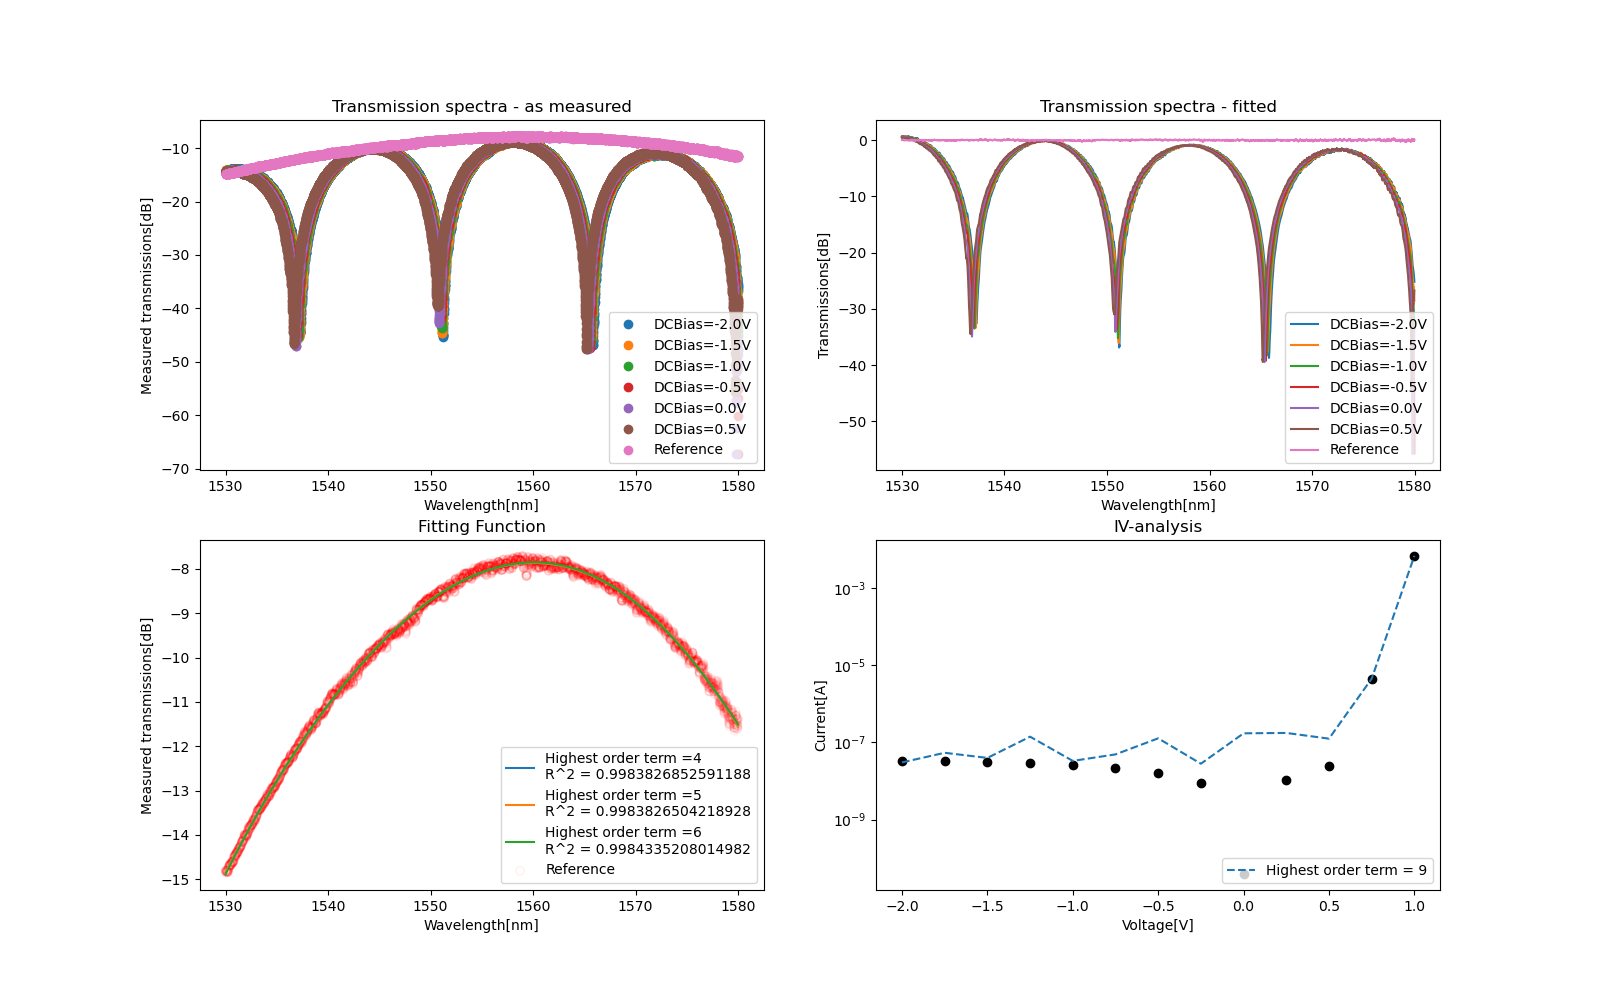 Transmission spectra - as measured
Measured transmissions[dB]
−10
−20
−30
−40
−50
−60
−70
DCBias=-2.0V
DCBias=-1.5V
DCBias=-1.0V
DCBias=-0.5V
DCBias=0.0V
DCBias=0.5V
Reference
1530 1540 1550 1560 1570 1580
Wavelength[nm]
Transmission spectra - fitted
Transmissions[dB]
0
−10
−20
−30
−40
−50
DCBias=-2.0V
DCBias=-1.5V
DCBias=-1.0V
DCBias=-0.5V
DCBias=0.0V
DCBias=0.5V
Reference
1530 1540 1550 1560 1570 1580
Wavelength[nm]
Fitting Function
Measured transmissions[dB]
−8
−9
−10
−11
−12
−13
−14
−15
Highest order term =4
R^2 = 0.9983826852591188
Highest order term =5
R^2 = 0.9983826504218928
Highest order term =6
R^2 = 0.9984335208014982
Reference
1530 1540 1550 1560 1570 1580
Wavelength[nm]
IV-analysis
Current[A]
10⁻³
10⁻⁵
10⁻⁷
10⁻⁹
Highest order term = 9
−2.0 −1.5 −1.0 −0.5 0.0 0.5 1.0
Voltage[V]